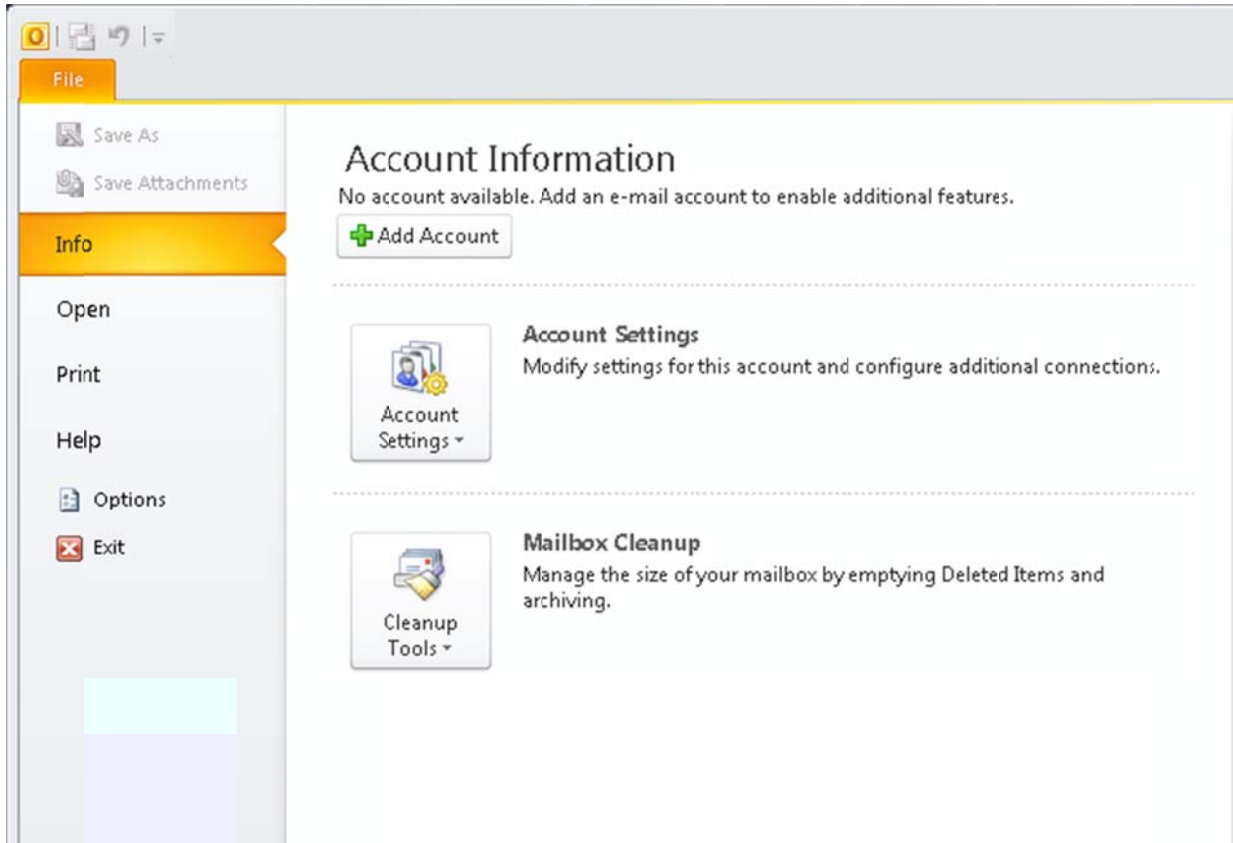 File
Save As
Save Attachments
Info
Open
Print
Help
Options
Exit
Account Information
No account available. Add an e-mail account to enable additional features.
Add Account
Account Settings
Modify settings for this account and configure additional connections.
Account
Settings
Mailbox Cleanup
Manage the size of your mailbox by emptying Deleted Items and
archiving.
Cleanup
Tools